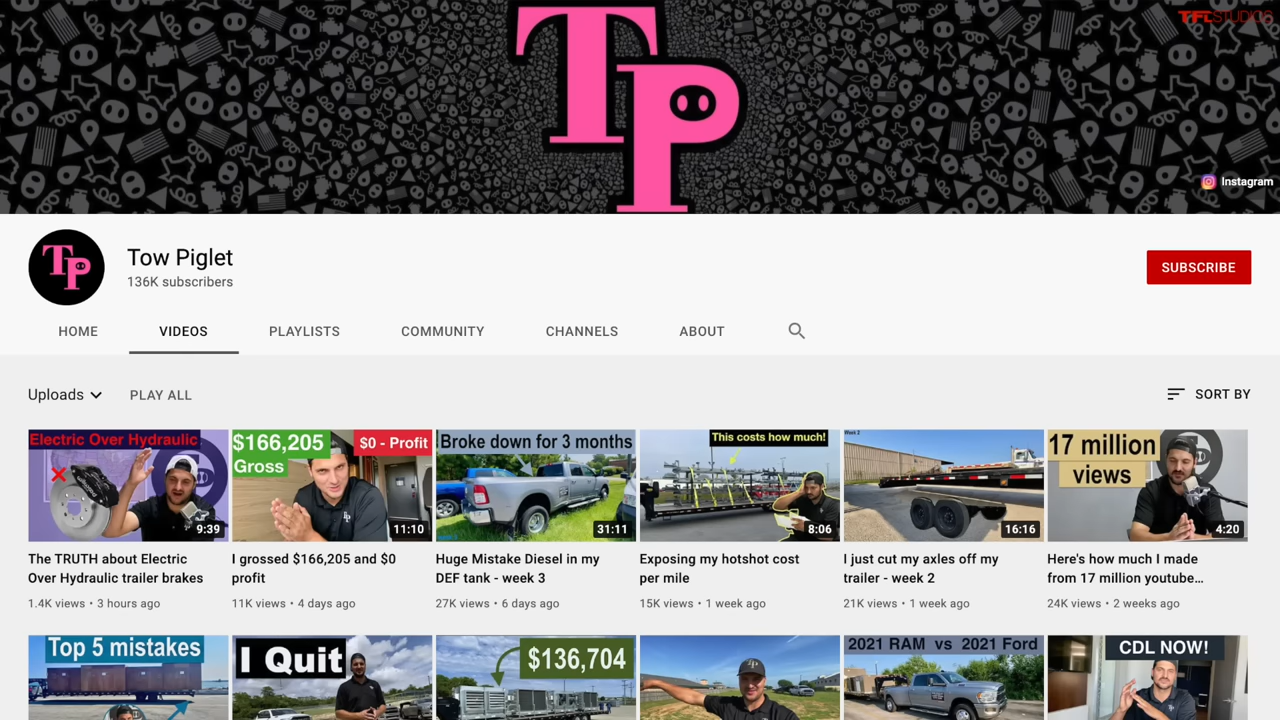 TFLSTUDIOS
TP
Instagram
TP
Tow Piglet
136K subscribers
SUBSCRIBE
HOME
VIDEOS
PLAYLISTS
COMMUNITY
CHANNELS
ABOUT
Uploads
PLAY ALL
SORT BY
Electric Over Hydraulic
9:39
The TRUTH about Electric
Over Hydraulic trailer brakes
1.4K views • 3 hours ago
$166,205
Gross
$0 - Profit
11:10
I grossed $166,205 and $0
profit
11K views • 4 days ago
Broke down for 3 months
31:11
Huge Mistake Diesel in my
DEF tank - week 3
27K views • 6 days ago
This costs how much!
8:06
Exposing my hotshot cost
per mile
15K views • 1 week ago
Week 2
16:16
I just cut my axles off my
trailer - week 2
21K views • 1 week ago
17 million
views
4:20
Here's how much I made
from 17 million youtube...
24K views • 2 weeks ago
Top 5 mistakes
I Quit
$136,704
2021 RAM vs 2021 Ford
CDL NOW!